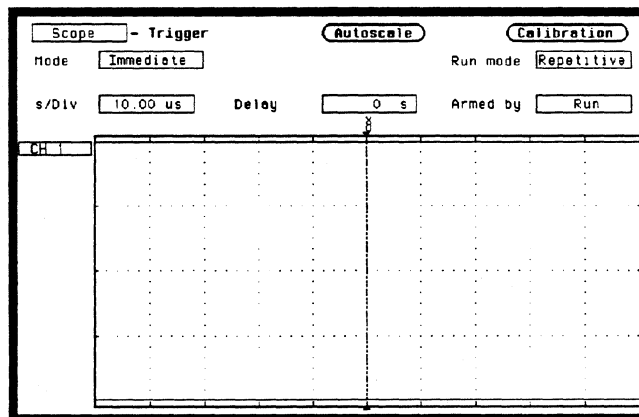 Scope - Trigger Autoscale Calibration
Mode Immediate Run mode Repetitive
s/Div 10.00 us Delay 0 s Armed by Run
CH 1